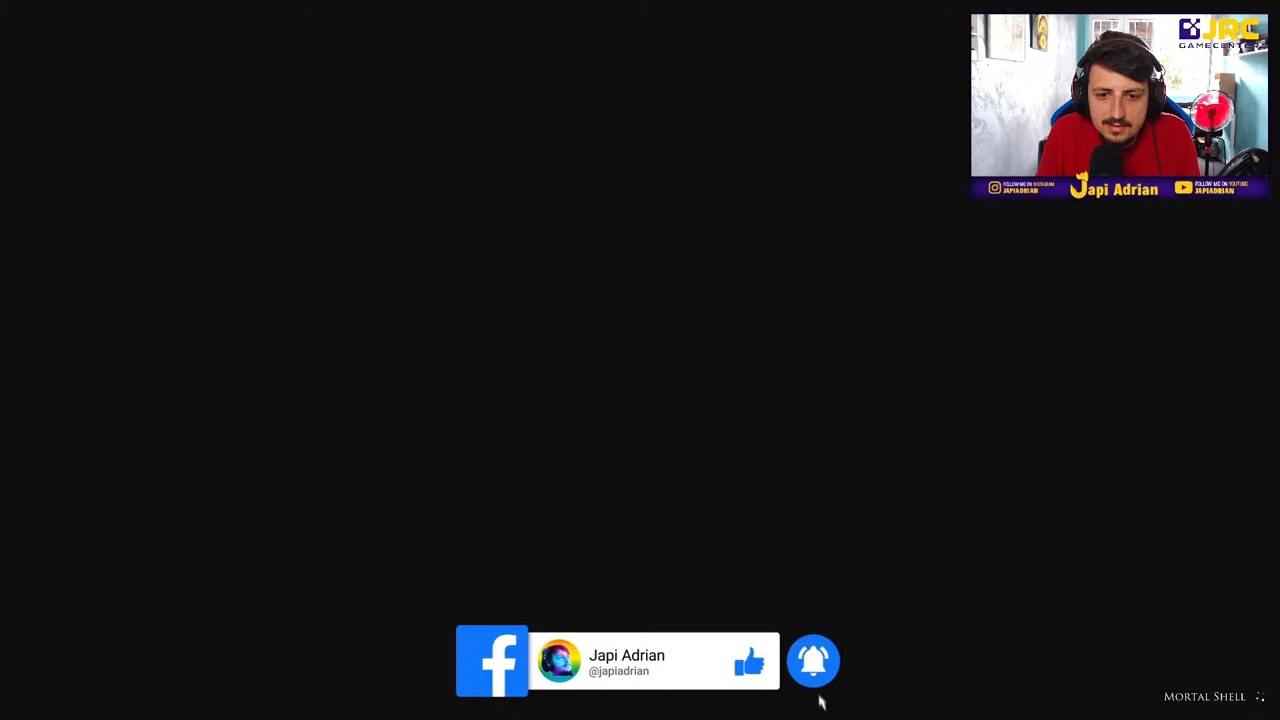 JRC
GAMECENTER
FOLLOW ME ON INSTAGRAM
JAPIADRIAN
Japi Adrian
FOLLOW ME ON YOUTUBE
JAPIADRIAN
Japi Adrian
@japiadrian
MORTAL SHELL